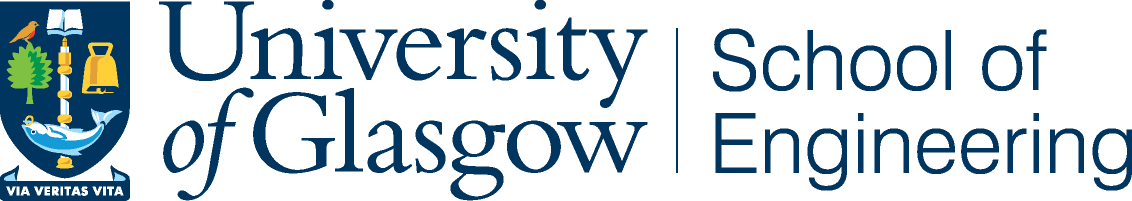 University
of Glasgow
School of
Engineering
VIA VERITAS VITA